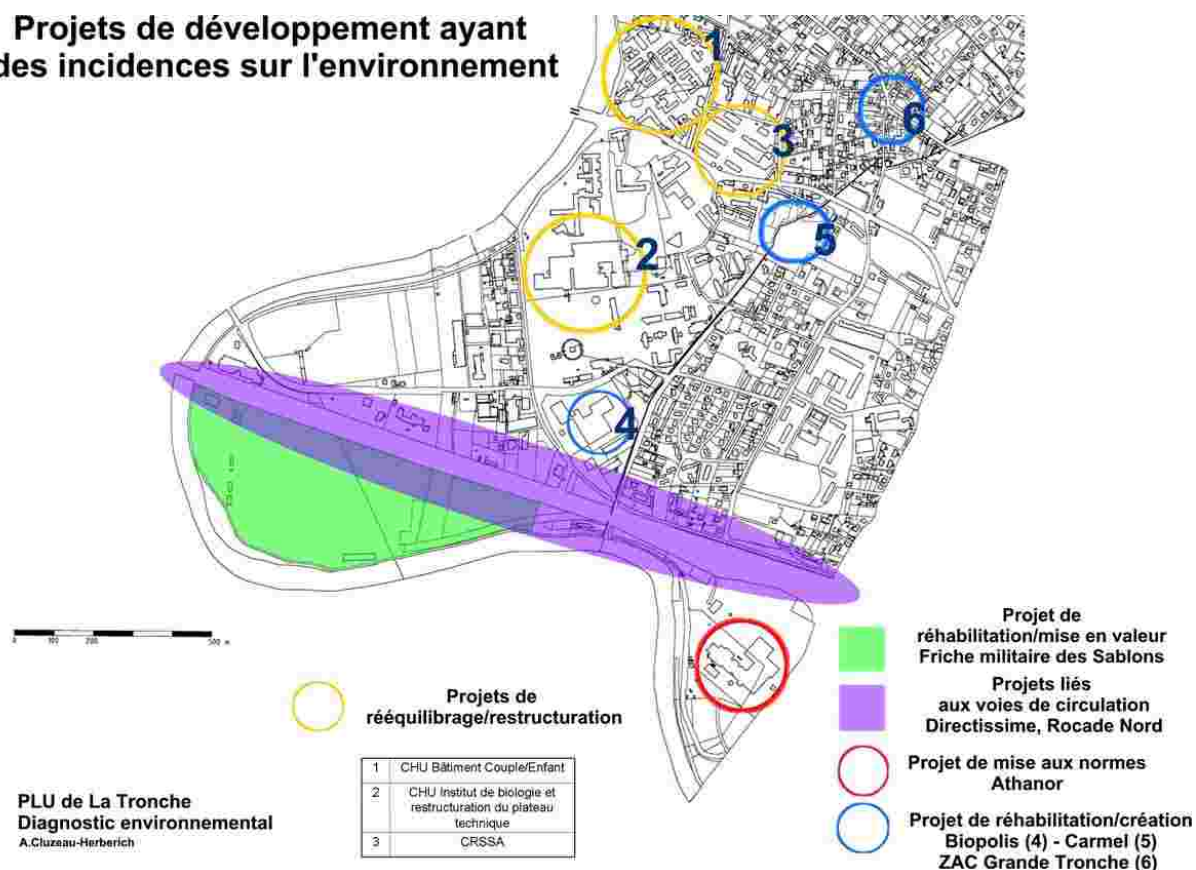 Projets de développement ayant
des incidences sur l'environnement
1
6
3
5
2
4
0 100 200 500 m
Projet de
réhabilitation/mise en valeur
Friche militaire des Sablons
Projets liés
aux voies de circulation
Directissime, Rocade Nord
Projet de mise aux normes
Athanor
Projet de réhabilitation/création
Biopolis (4) - Carmel (5)
ZAC Grande Tronche (6)
Projets de
rééquilibrage/restructuration
1 CHU Bâtiment Couple/Enfant
2 CHU Institut de biologie et
restructuration du plateau
technique
3 CRSSA
PLU de La Tronche
Diagnostic environnemental
A.Cluzeau-Herberich